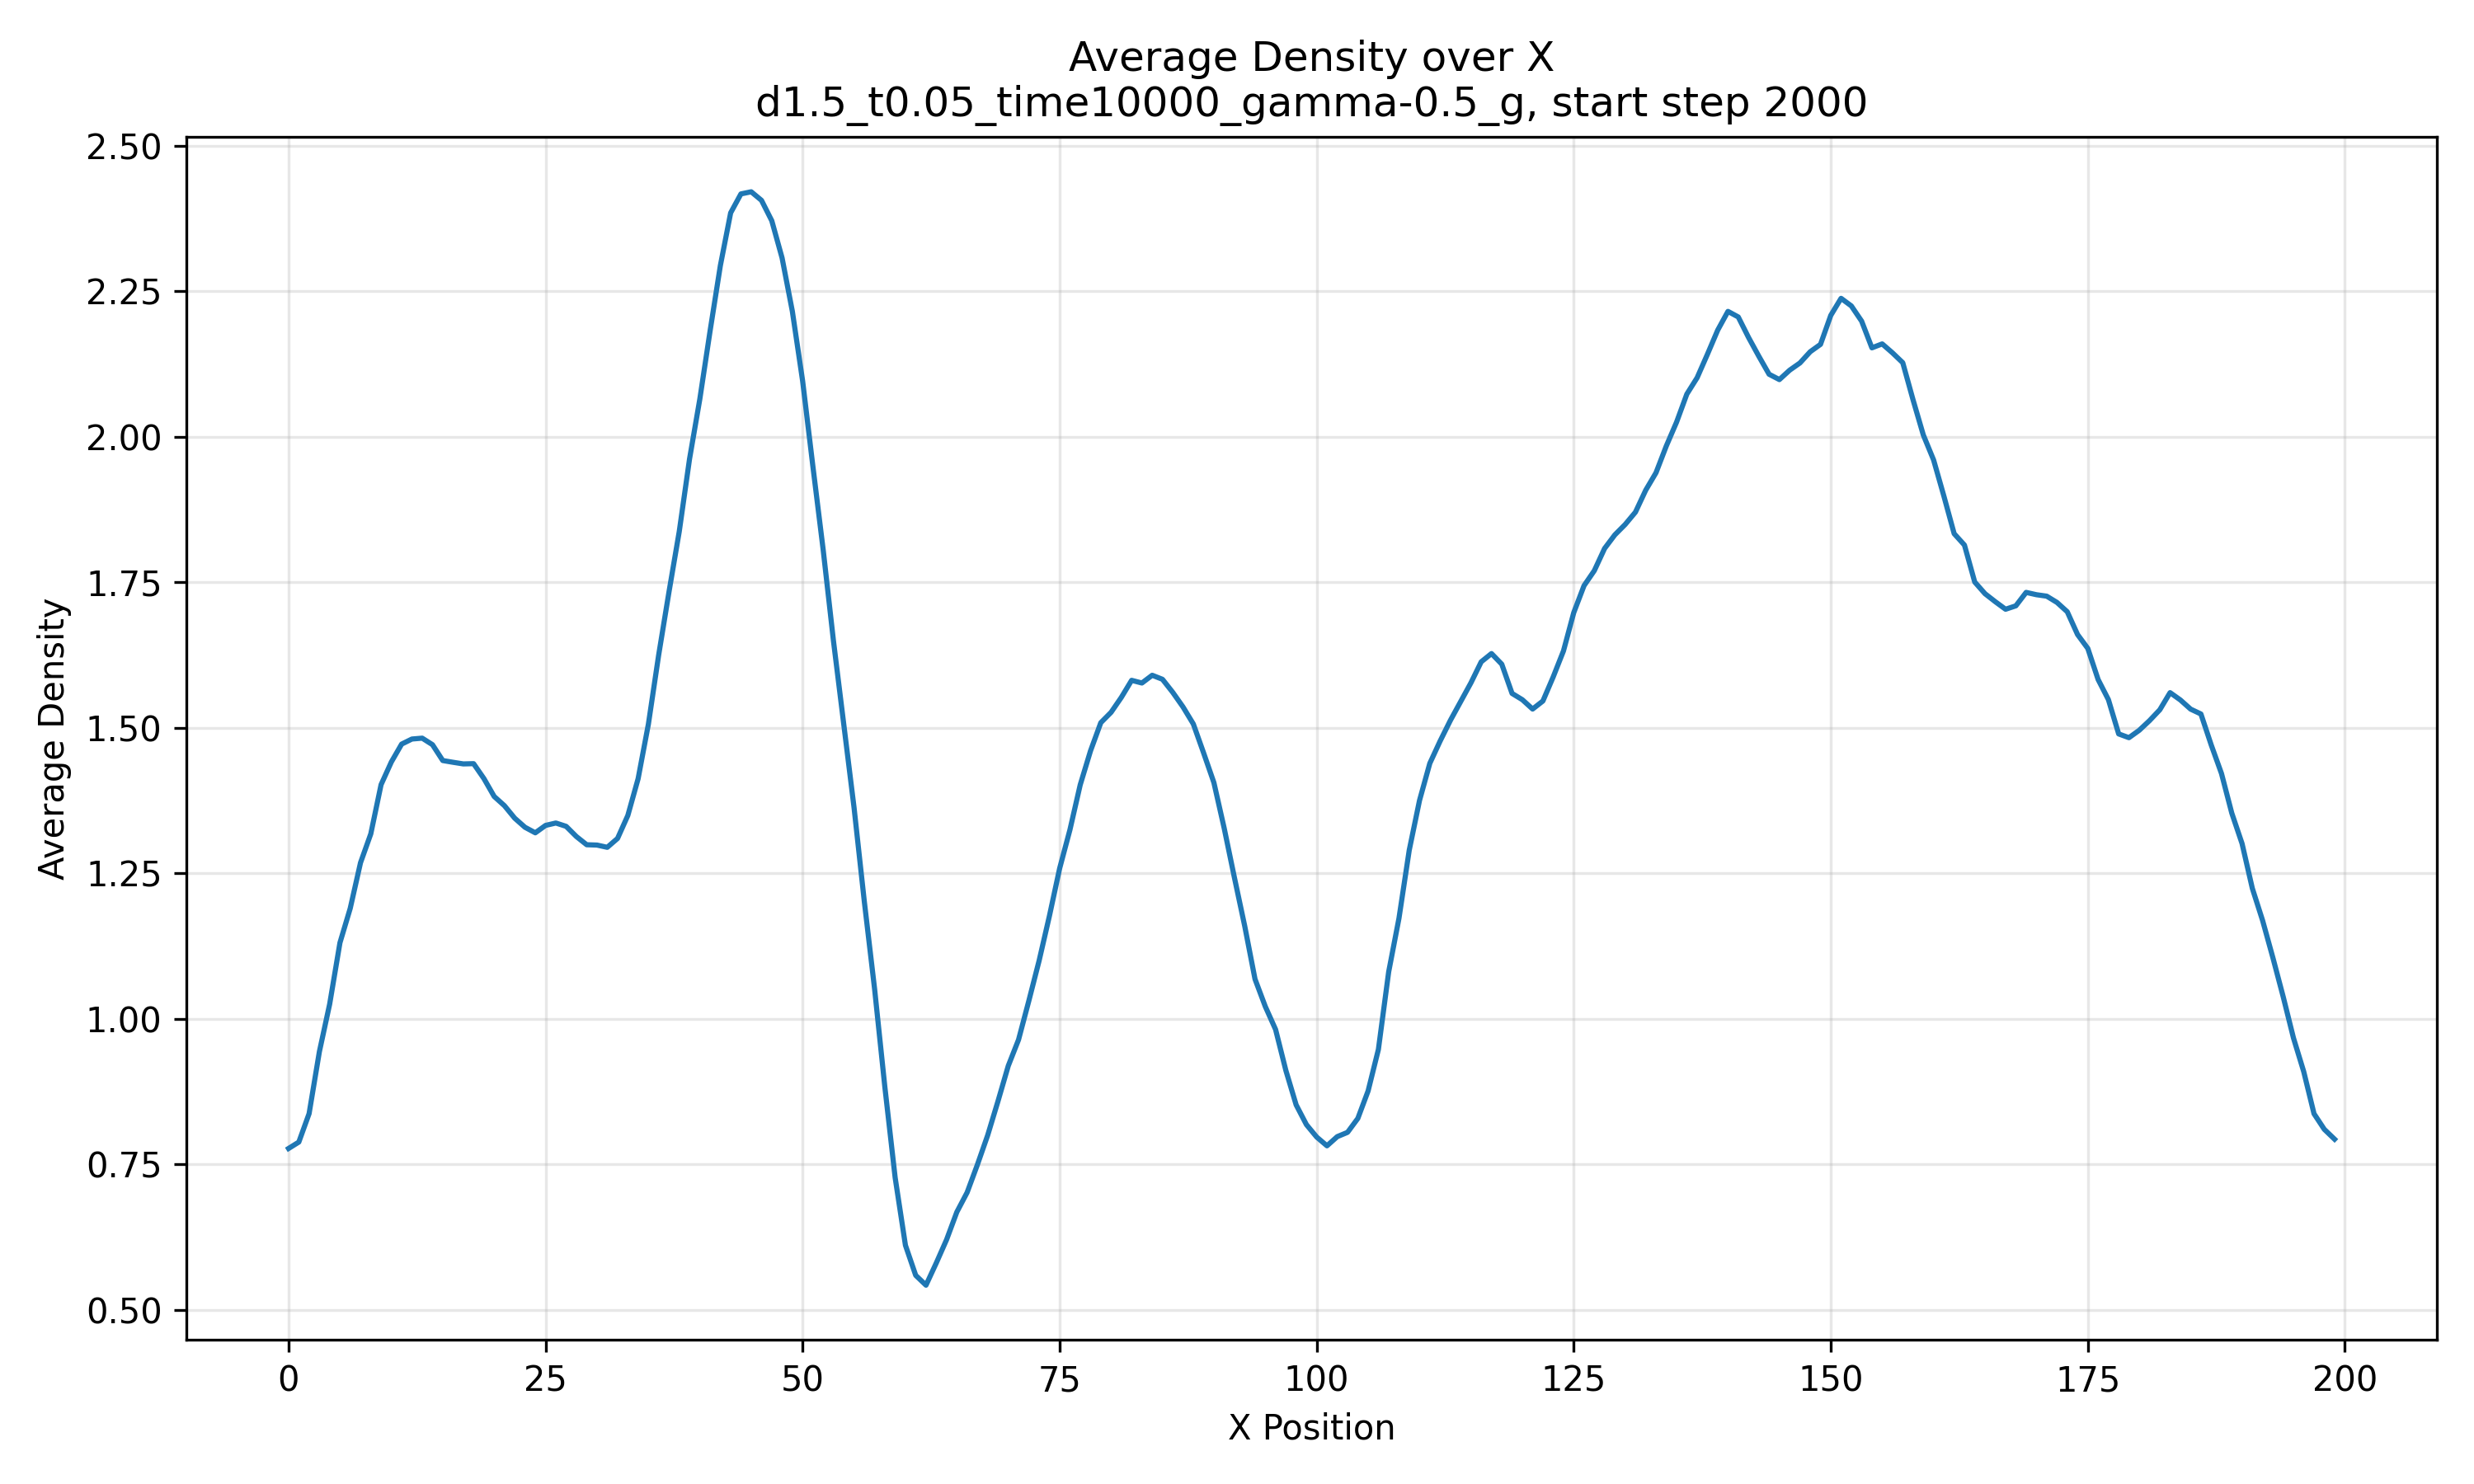 Average Density over X
d1.5_t0.05_time10000_gamma-0.5_g, start step 2000
2.50
2.25
2.00
1.75
1.50
1.25
1.00
0.75
0.50
Average Density
0 25 50 75 100 125 150 175 200
X Position